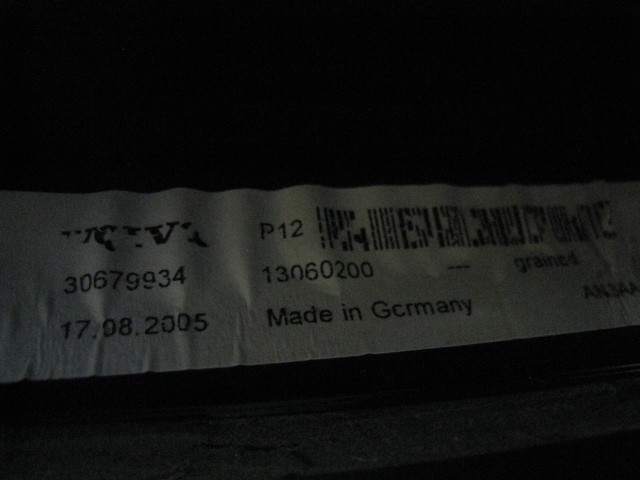 P12
30679934 13060200 --- grained
17.08.2005 Made in Germany